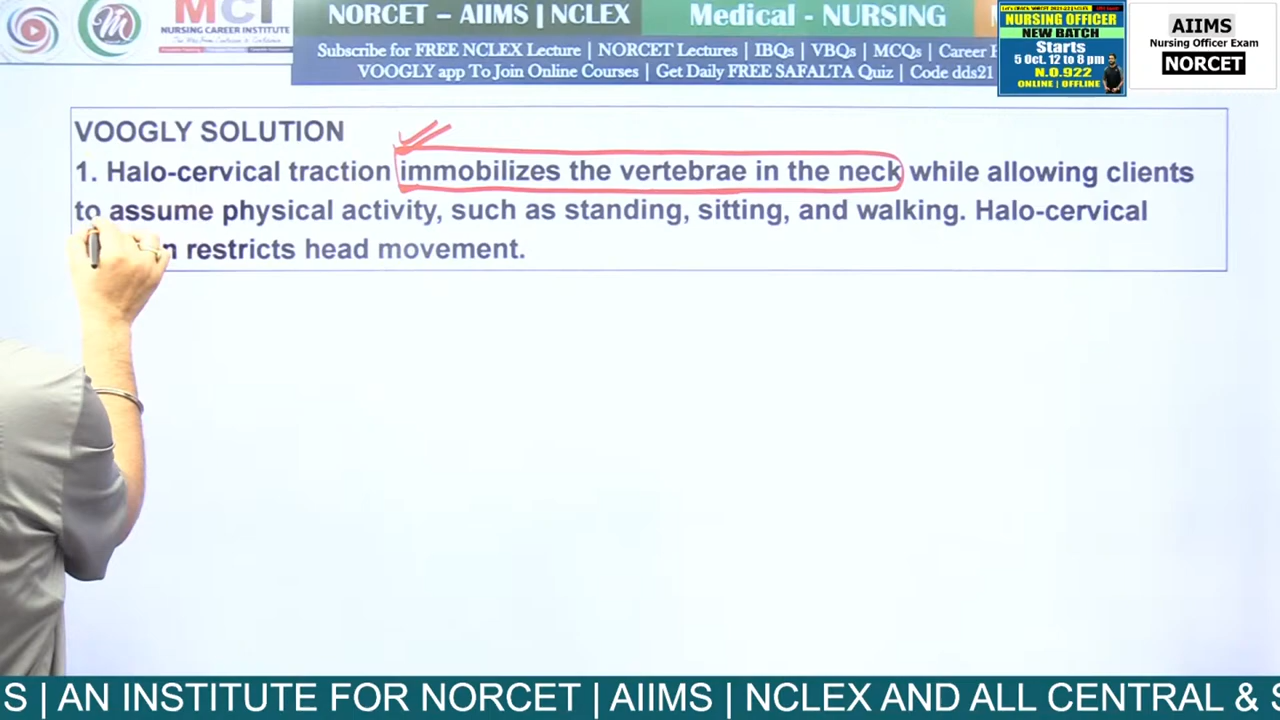 MCI
NURSING CAREER INSTITUTE
NORCET – AIIMS | NCLEX
Medical - NURSING
Subscribe for FREE NCLEX Lecture | NORCET Lectures | IBQs | VBQs | MCQs | Career
VOOGLY app To Join Online Courses | Get Daily FREE SAFALTA Quiz | Code dds21
NURSING OFFICER
NEW BATCH
Starts
5 Oct. 12 to 8 pm
N.O.922
ONLINE | OFFLINE
AIIMS
Nursing Officer Exam
NORCET
VOOGLY SOLUTION
1. Halo-cervical traction immobilizes the vertebrae in the neck while allowing clients
to assume physical activity, such as standing, sitting, and walking. Halo-cervical
restricts head movement.
S | AN INSTITUTE FOR NORCET | AIIMS | NCLEX AND ALL CENTRAL &